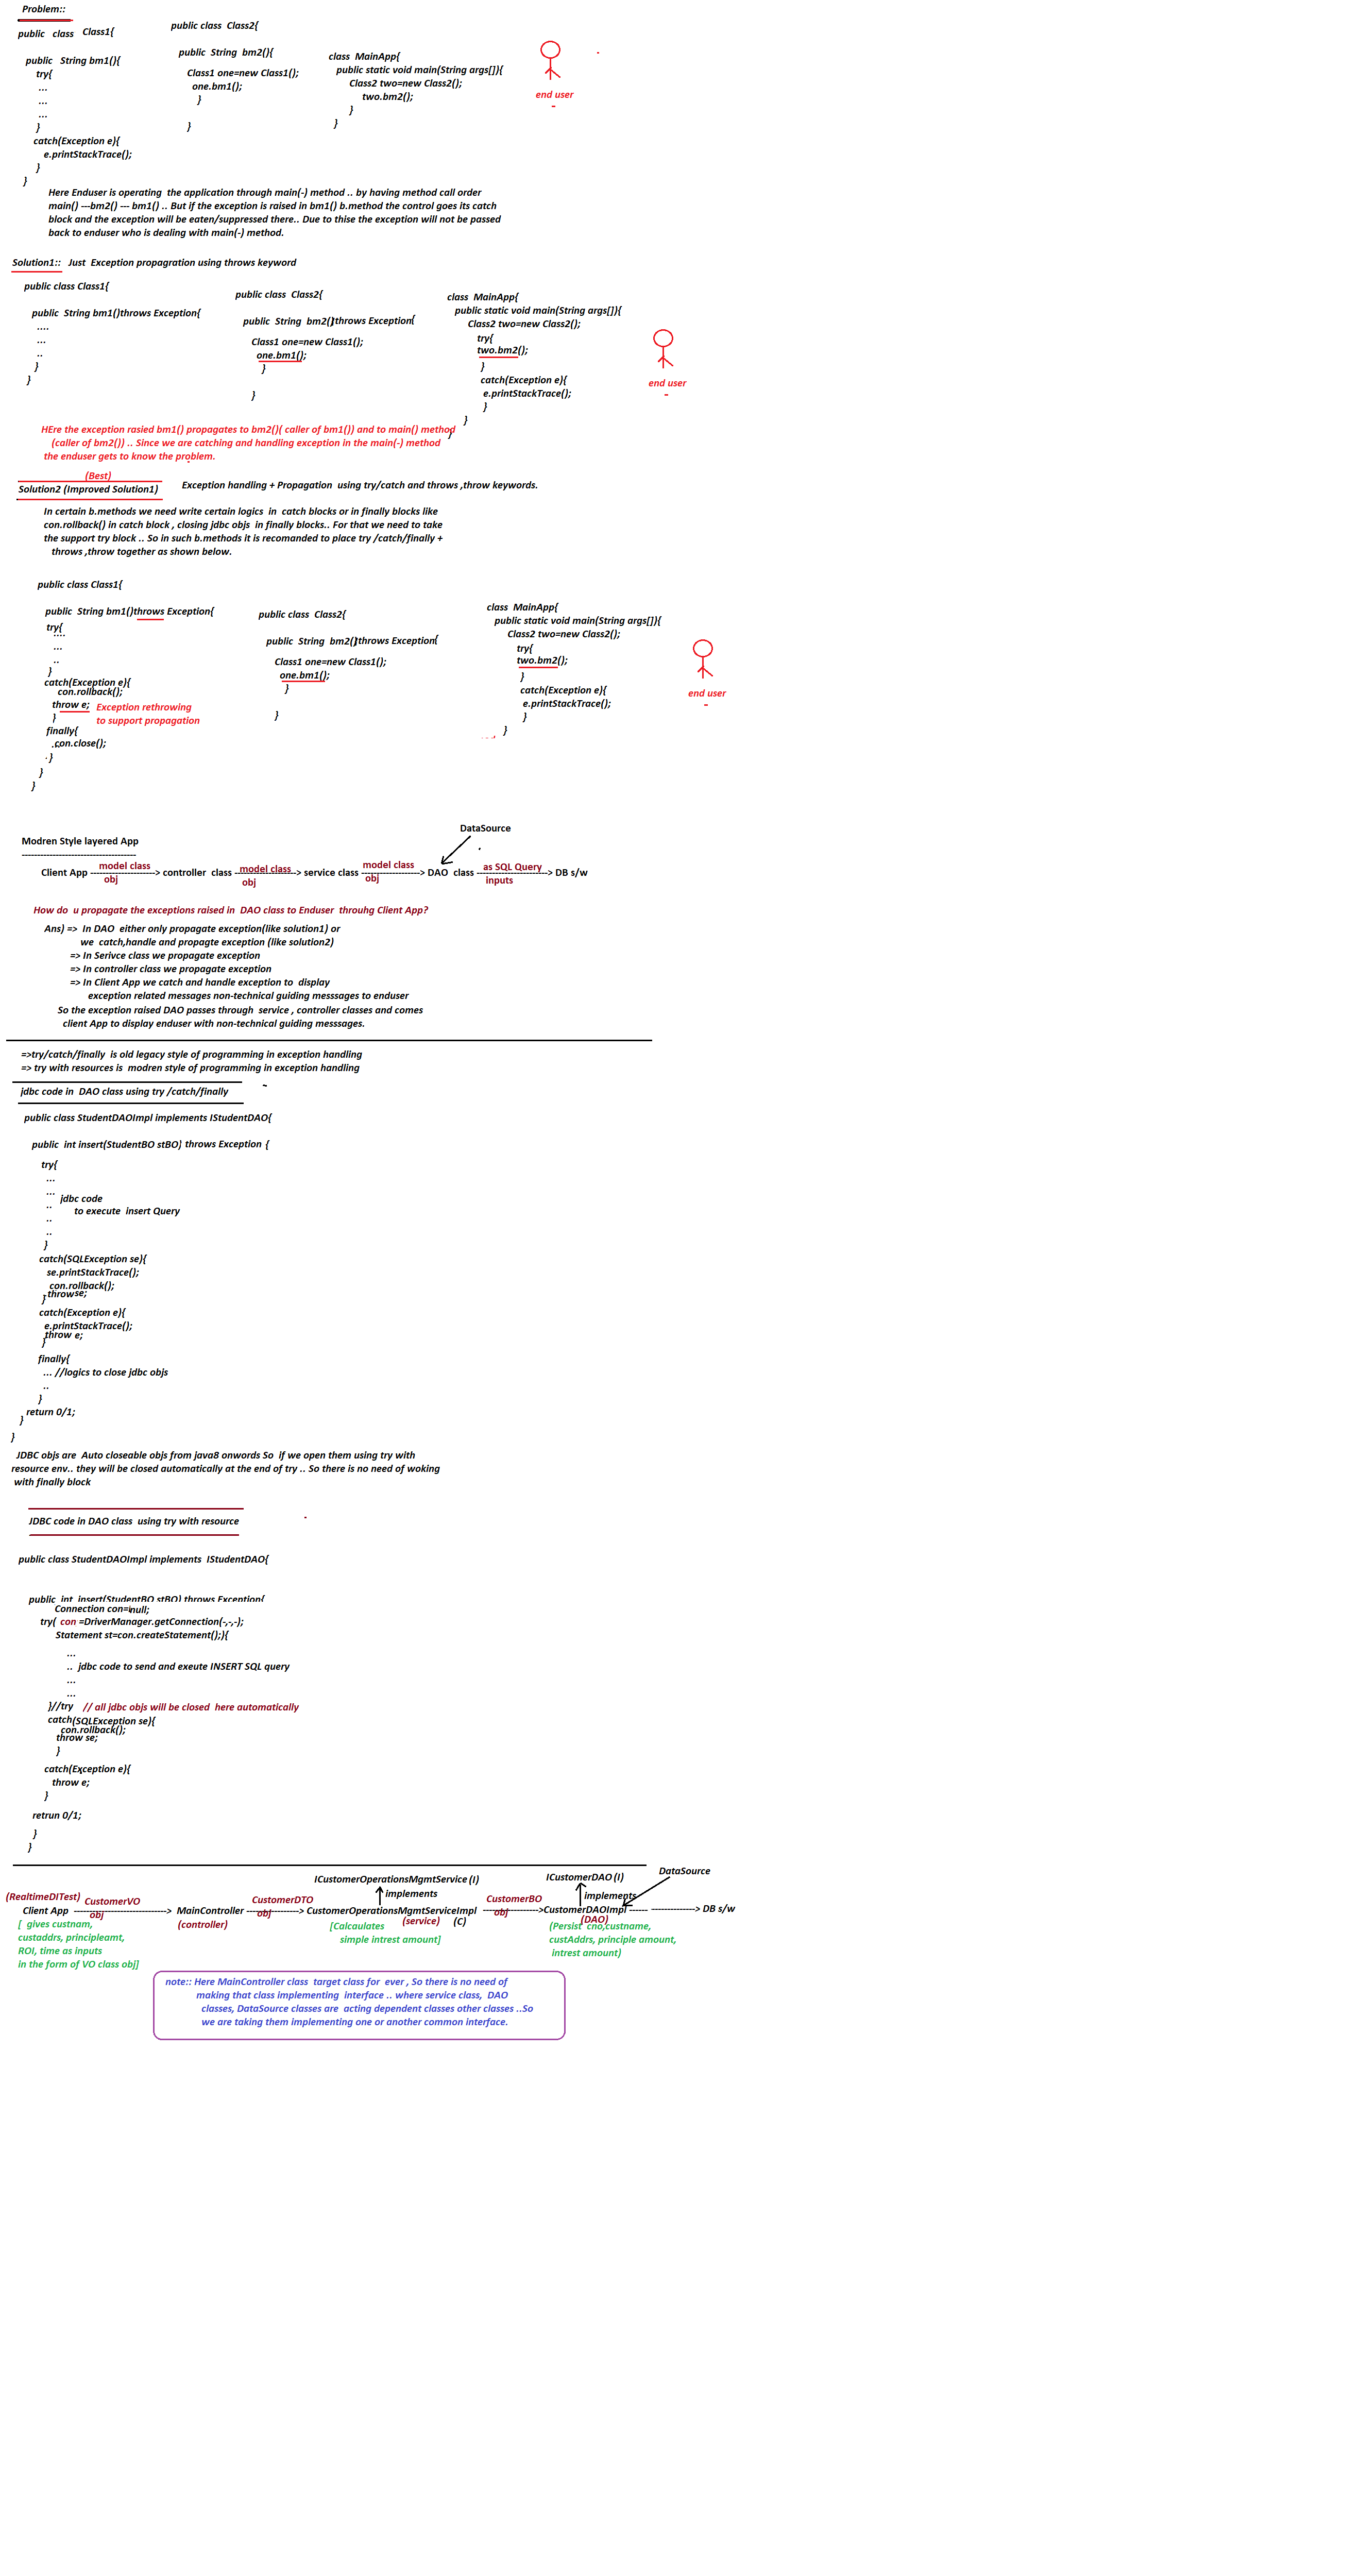 Problem::
public   class   Class1{
public   String bm1(){
try{
...
...
...
}
catch(Exception e){
e.printStackTrace();
}
}
public class  Class2{
public  String  bm2(){
Class1 one=new Class1();
one.bm1();
}
}
class  MainApp{
public static void main(String args[]){
Class2 two=new Class2();
two.bm2();
}
}
end user
Here Enduser is operating  the application through main(-) method .. by having method call order
main() ---bm2() --- bm1() .. But if the exception is raised in bm1() b.method the control goes its catch
block and the exception will be eaten/suppressed there.. Due to thise the exception will not be passed
back to enduser who is dealing with main(-) method.
Solution1::   Just  Exception propagration using throws keyword
public class Class1{
public  String bm1()throws Exception{
....
...
..
}
}
public class  Class2{
public  String  bm2()throws Exception{
Class1 one=new Class1();
one.bm1();
}
}
class  MainApp{
public static void main(String args[]){
Class2 two=new Class2();
try{
two.bm2();
}
catch(Exception e){
e.printStackTrace();
}
}
}
end user
HEre the exception rasied bm1() propagates to bm2()( caller of bm1()) and to main() method
(caller of bm2()) .. Since we are catching and handling exception in the main(-) method
the enduser gets to know the problem.
(Best)
Solution2 (Improved Solution1)
Exception handling + Propagation  using try/catch and throws ,throw keywords.
In certain b.methods we need write certain logics  in  catch blocks or in finally blocks like
con.rollback() in catch block , closing jdbc objs  in finally blocks.. For that we need to take
the support try block .. So in such b.methods it is recomanded to place try /catch/finally +
throws ,throw together as shown below.
public class Class1{
public  String bm1()throws Exception{
try{
....
...
..
}
catch(Exception e){
con.rollback();
throw e;   Exception rethrowing
to support propagation
}
finally{
..
con.close();
}
}
}
public class  Class2{
public  String  bm2()throws Exception{
Class1 one=new Class1();
one.bm1();
}
}
class  MainApp{
public static void main(String args[]){
Class2 two=new Class2();
try{
two.bm2();
}
catch(Exception e){
e.printStackTrace();
}
}
end user
DataSource
Modren Style layered App
-------------------------------------
model class   model class   model class   as SQL Query
Client App ---------------------> controller  class --------------------> service class -------------------> DAO  class -----------------------> DB s/w
obj   obj   obj   inputs
How do  u propagate the exceptions raised in  DAO class to Enduser  throuhg Client App?
Ans) =>  In DAO  either only propagate exception(like solution1) or
we  catch,handle and propagte exception (like solution2)
=> In Serivce class we propagate exception
=> In controller class we propagate exception
=> In Client App we catch and handle exception to  display
exception related messages non-technical guiding messsages to enduser
So the exception raised DAO passes through  service , controller classes and comes
client App to display enduser with non-technical guiding messsages.
=>try/catch/finally  is old legacy style of programming in exception handling
=> try with resources is  modren style of programming in exception handling
jdbc code in  DAO class using try /catch/finally
public class StudentDAOImpl implements IStudentDAO{
public  int insert(StudentBO stBO) throws Exception {
try{
...
...
jdbc code
..
to execute  insert Query
..
..
}
catch(SQLException se){
se.printStackTrace();
con.rollback();
throw se;
}
catch(Exception e){
e.printStackTrace();
throw e;
}
finally{
... //logics to close jdbc objs
..
}
return 0/1;
}
}
JDBC objs are  Auto closeable objs from java8 onwords So  if we open them using try with
resource env.. they will be closed automatically at the end of try .. So there is no need of woking
with finally block
JDBC code in DAO class  using try with resource
public class StudentDAOImpl implements  IStudentDAO{
public  int  insert(StudentBO stBO) throws Exception{
Connection con=null;
try(  con =DriverManager.getConnection(-,-,-);
Statement st=con.createStatement();){
...
..  jdbc code to send and exeute INSERT SQL query
...
...
}//try   // all jdbc objs will be closed  here automatically
catch(SQLException se){
con.rollback();
throw se;
}
catch(Exception e){
throw e;
}
retrun 0/1;
}
}
ICustomerOperationsMgmtService (I)   ICustomerDAO (I)   DataSource
implements   implements
(RealtimeDITest)   CustomerVO   CustomerDTO   CustomerBO
Client App  ------------------------------>  MainController -----------------> CustomerOperationsMgmtServiceImpl  ------------------>CustomerDAOImpl ------ --------------> DB s/w
obj   obj   obj
(controller)   (service)   (C)   (DAO)
[  gives custnam,
custaddrs, principleamt,
ROI, time as inputs
in the form of VO class obj]
[Calcaulates
simple intrest amount]
(Persist  cno,custname,
custAddrs, principle amount,
intrest amount)
note:: Here MainController class  target class for  ever , So there is no need of
making that class implementing  interface .. where service class,  DAO
classes, DataSource classes are  acting dependent classes other classes ..So
we are taking them implementing one or another common interface.